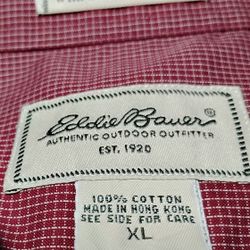 Eddie Bauer
AUTHENTIC OUTDOOR OUTFITTER
EST. 1920
100% COTTON
MADE IN HONG KONG
SEE SIDE FOR CARE
XL